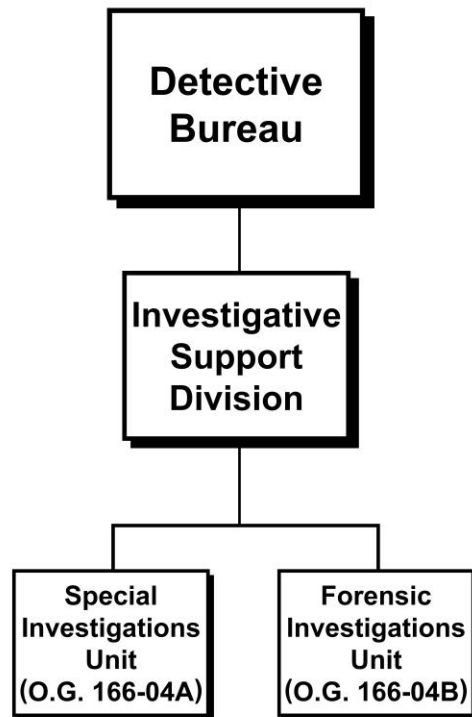 Detective
Bureau
Investigative
Support
Division
Special
Investigations
Unit
(O.G. 166-04A)
Forensic
Investigations
Unit
(O.G. 166-04B)